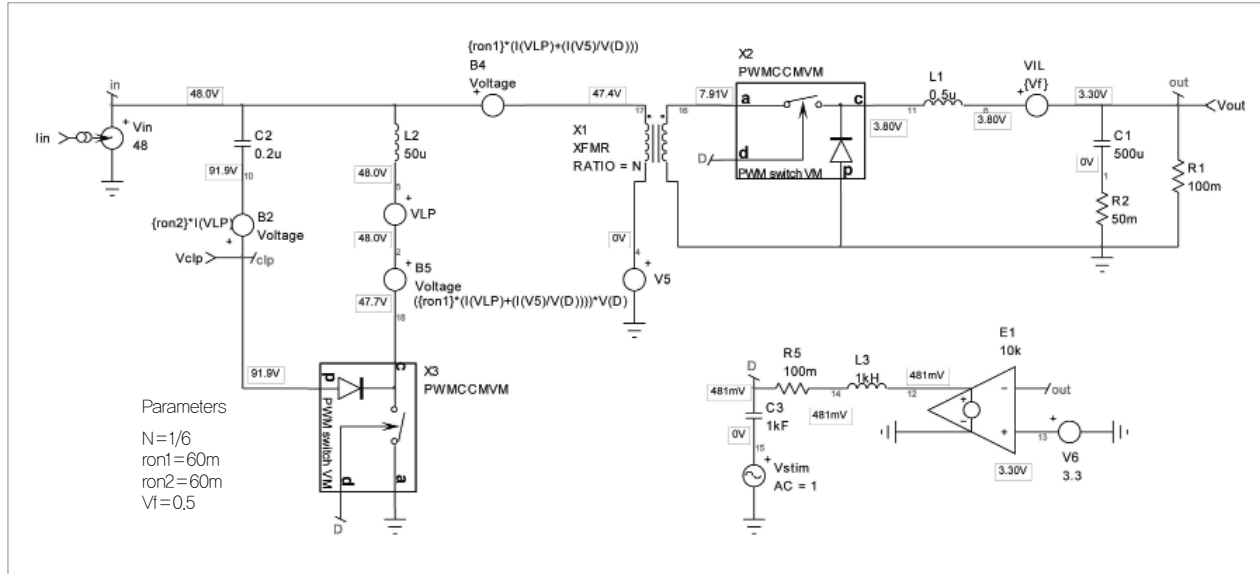 {ron1}*(I(VLP)+(I(V5)/V(D)))
B4
Voltage
in
48.0V
47.4V
17
Iin
Vin
48
C2
0.2u
91.9V
10
{ron2}*I(VLP)
B2
Voltage
Vclp
clp
L2
50u
48.0V
5
VLP
48.0V
2
B5
Voltage
({ron1}*(I(VLP)+(I(V5)/V(D))))*V(D)
47.7V
18
91.9V
X3
PWMCCMVM
c
p
a
d
PWM switch VM
D
X1
XFMR
RATIO = N
7.91V
16
0V
4
V5
X2
PWMCCMVM
a
c
d
p
PWM switch VM
D
3.80V
11
L1
0.5u
3.80V
6
VIL
{Vf}
3.30V
out
Vout
C1
500u
0V
1
R2
50m
R1
100m
Parameters
N=1/6
ron1=60m
ron2=60m
Vf=0.5
D
481mV
R5
100m
14
481mV
L3
1kH
481mV
12
E1
10k
out
13
V6
3.3
3.30V
C3
1kF
0V
15
Vstim
AC = 1